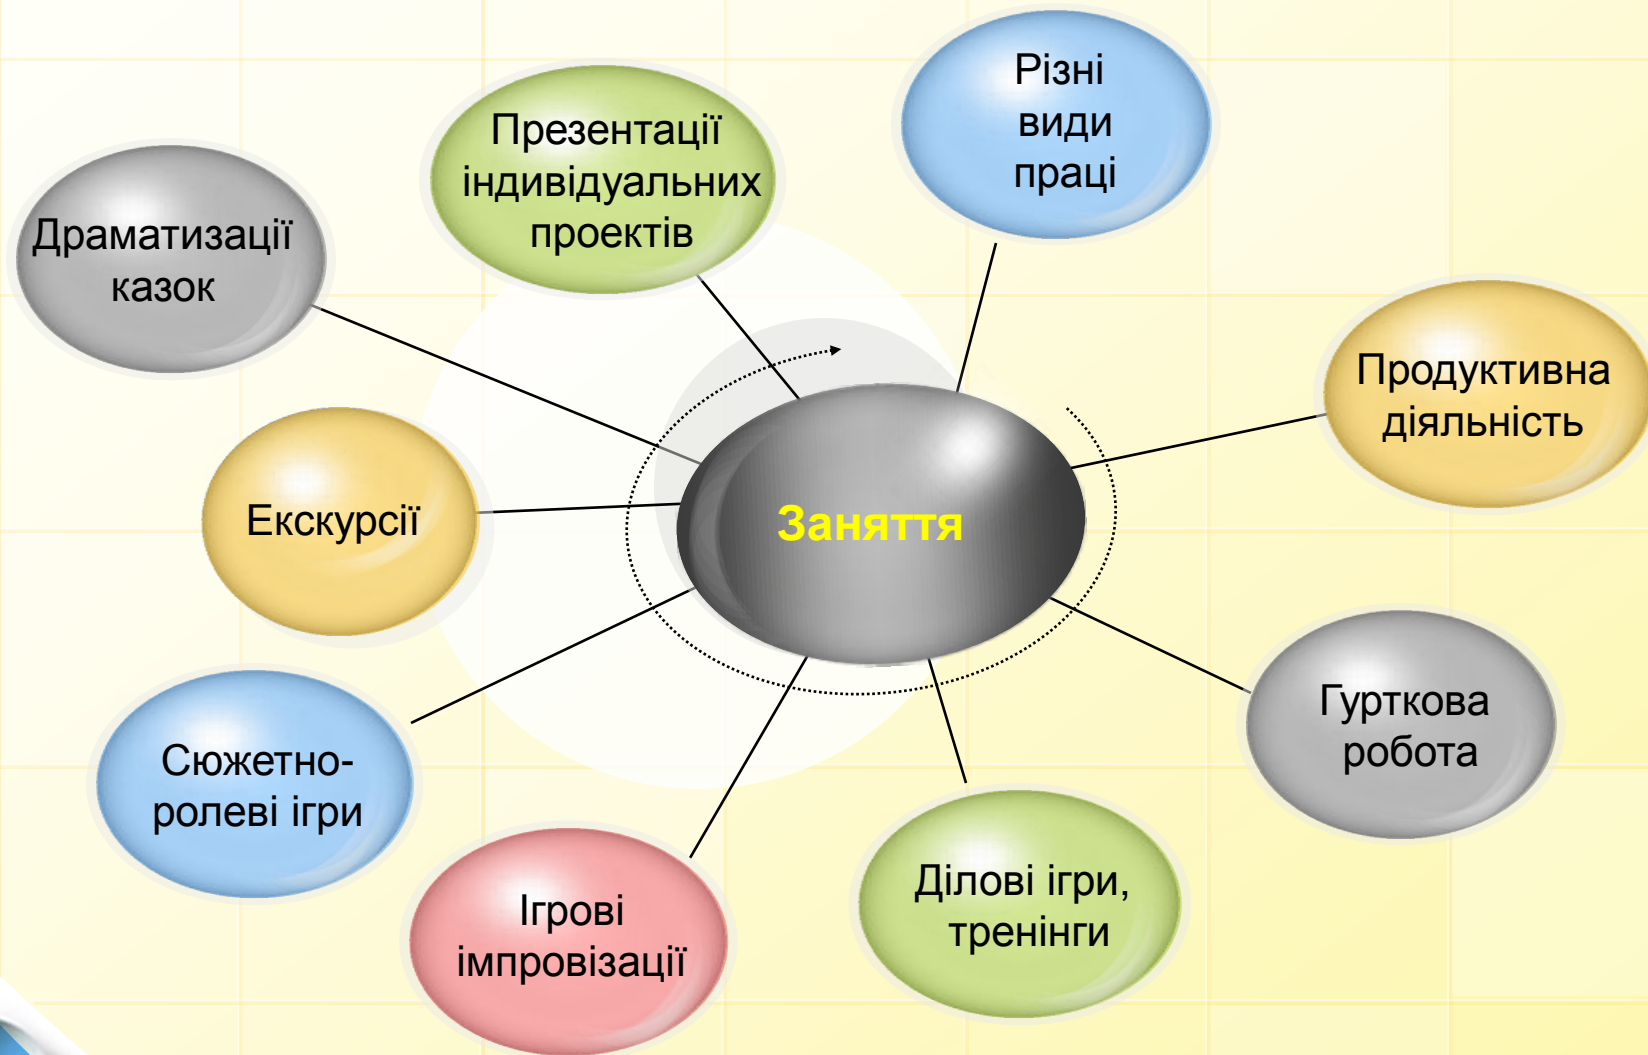 Різні
види
праці
Презентації
індивідуальних
проектів
Драматизації
казок
Продуктивна
діяльність
Екскурсії
Заняття
Гурткова
робота
Сюжетно-
ролеві ігри
Ділові ігри,
тренінги
Ігрові
імпровізації